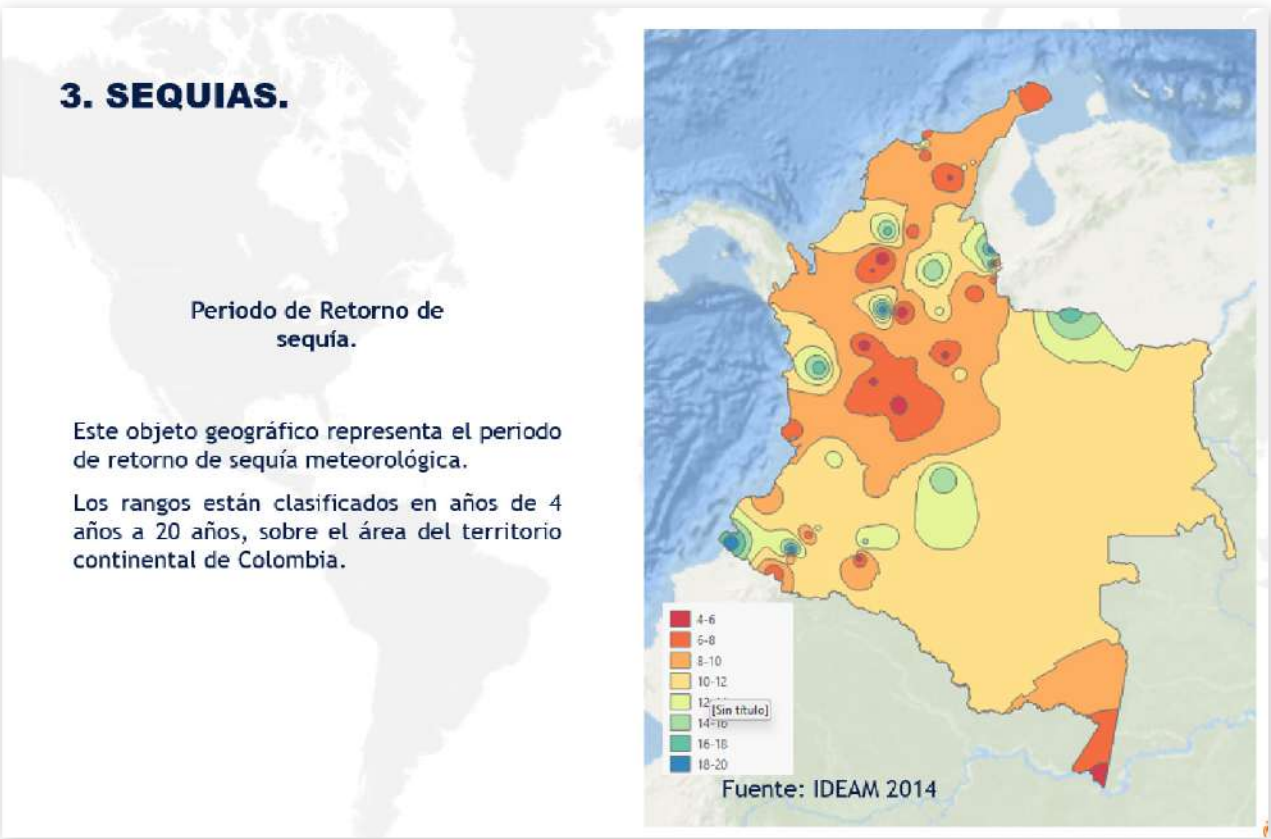 3. SEQUIAS.
Periodo de Retorno de
sequía.
Este objeto geográfico representa el periodo
de retorno de sequía meteorológica.
Los rangos están clasificados en años de 4
años a 20 años, sobre el área del territorio
continental de Colombia.
4-6
6-8
8-10
10-12
[Sin título]
14-16
16-18
18-20
Fuente: IDEAM 2014